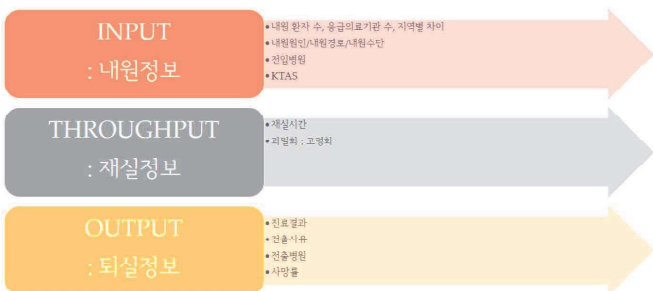 INPUT
: 내원정보
• 내원 환자 수, 응급의료기관 수, 지역별 차이
• 내원원인/내원경로/내원수단
• 전입병원
• KTAS
THROUGHPUT
: 재실정보
• 재실시간
• 과밀화 :
OUTPUT
: 퇴실정보
• 진료결과
• 전출사유
• 전출병원
• 사망률